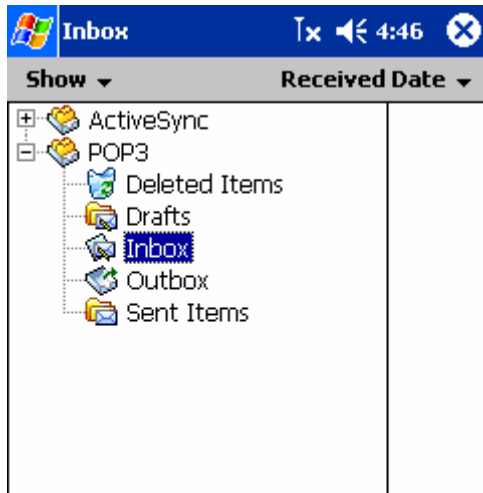 Inbox 4:46
Show Received Date
ActiveSync
POP3
Deleted Items
Drafts
Inbox
Outbox
Sent Items